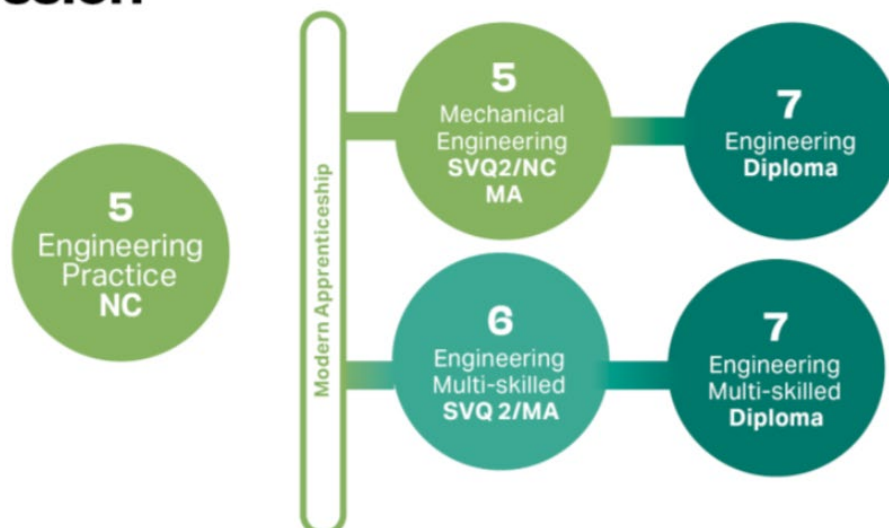 5
Engineering
Practice
NC
Modern Apprenticeship
5
Mechanical
Engineering
SVQ2/NC
MA
7
Engineering
Diploma
6
Engineering
Multi-skilled
SVQ 2/MA
7
Engineering
Multi-skilled
Diploma